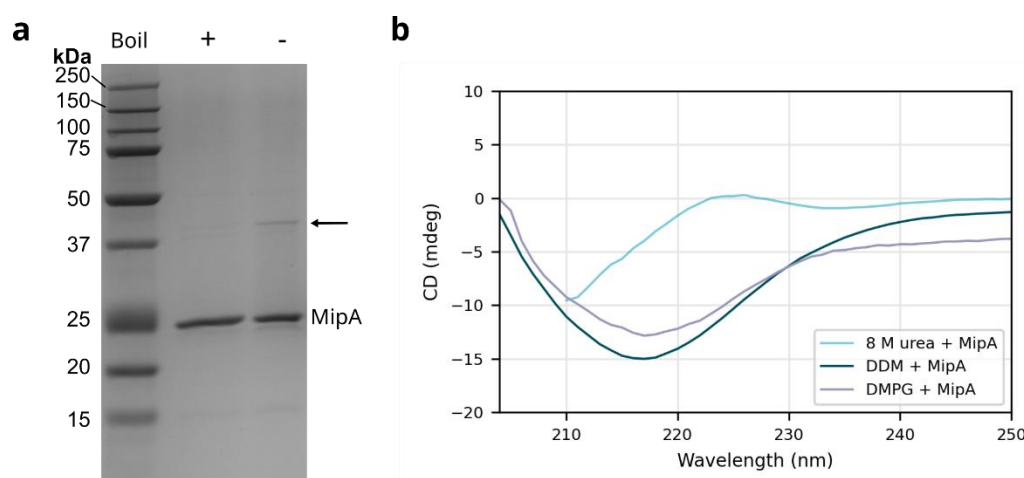 a
Boil + -
kDa
250
150
100
75
50
37
25
20
15
MipA
b
10
5
0
−5
−10
−15
−20
CD (mdeg)
210 220 230 240 250
Wavelength (nm)
8 M urea + MipA
DDM + MipA
DMPG + MipA